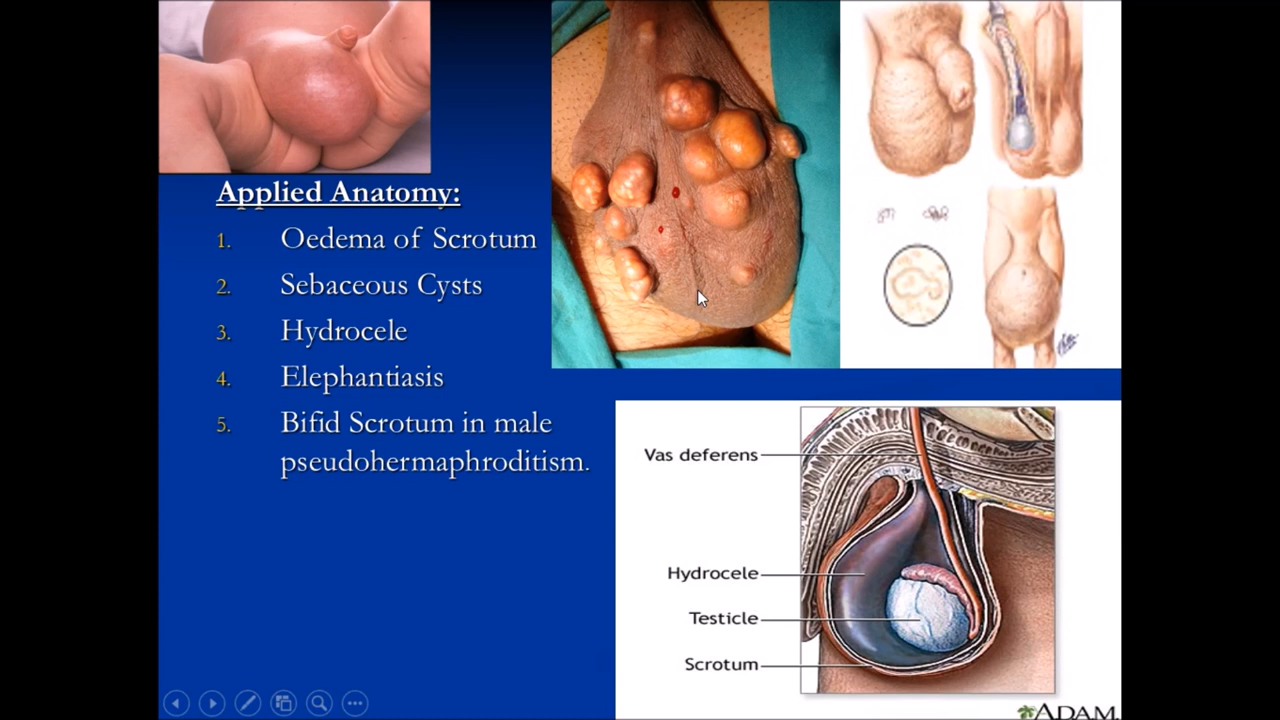 Applied Anatomy:
1. Oedema of Scrotum
2. Sebaceous Cysts
3. Hydrocele
4. Elephantiasis
5. Bifid Scrotum in male
pseudohermaphroditism.
Vas deferens
Hydrocele
Testicle
Scrotum
ADAM.